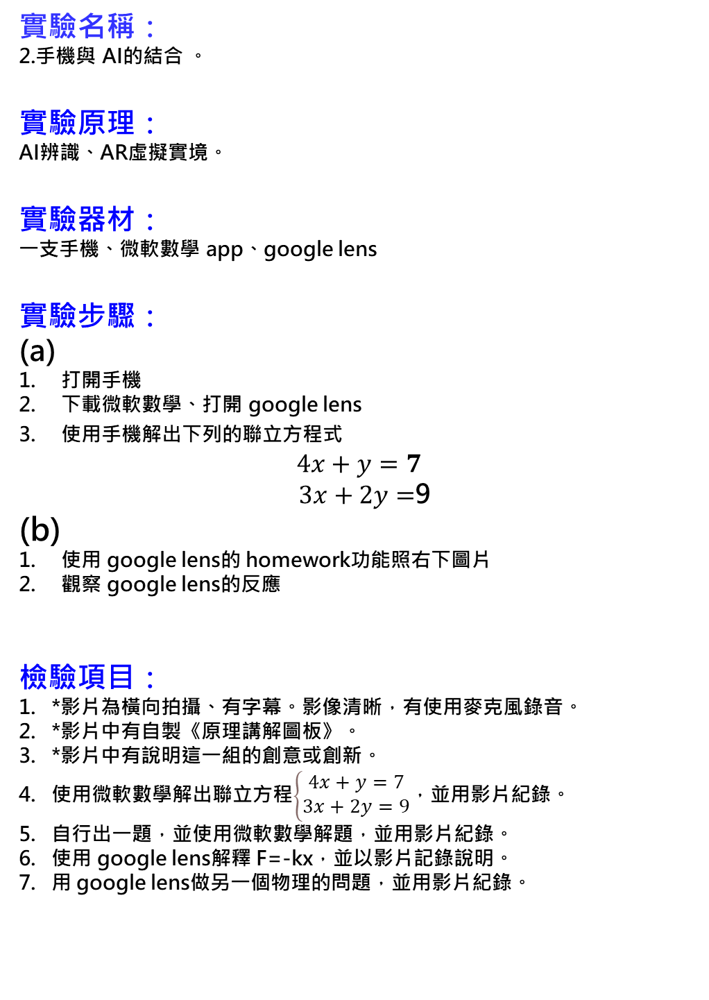 實驗名稱：
2.手機與 AI的結合 。
實驗原理：
AI辨識、AR虛擬實境。
實驗器材：
一支手機、微軟數學 app、google lens
實驗步驟：
(a)
1. 打開手機
2. 下載微軟數學、打開 google lens
3. 使用手機解出下列的聯立方程式
4x + y = 7
3x + 2y =9
(b)
1. 使用 google lens的 homework功能照右下圖片
2. 觀察 google lens的反應
檢驗項目：
1. *影片為橫向拍攝、有字幕。影像清晰，有使用麥克風錄音。
2. *影片中有自製《原理講解圖板》。
3. *影片中有說明這一組的創意或創新。
4. 使用微軟數學解出聯立方程{4x + y = 7
3x + 2y = 9，並用影片紀錄。
5. 自行出一題，並使用微軟數學解題，並用影片紀錄。
6. 使用 google lens解釋 F=-kx，並以影片記錄說明。
7. 用 google lens做另一個物理的問題，並用影片紀錄。